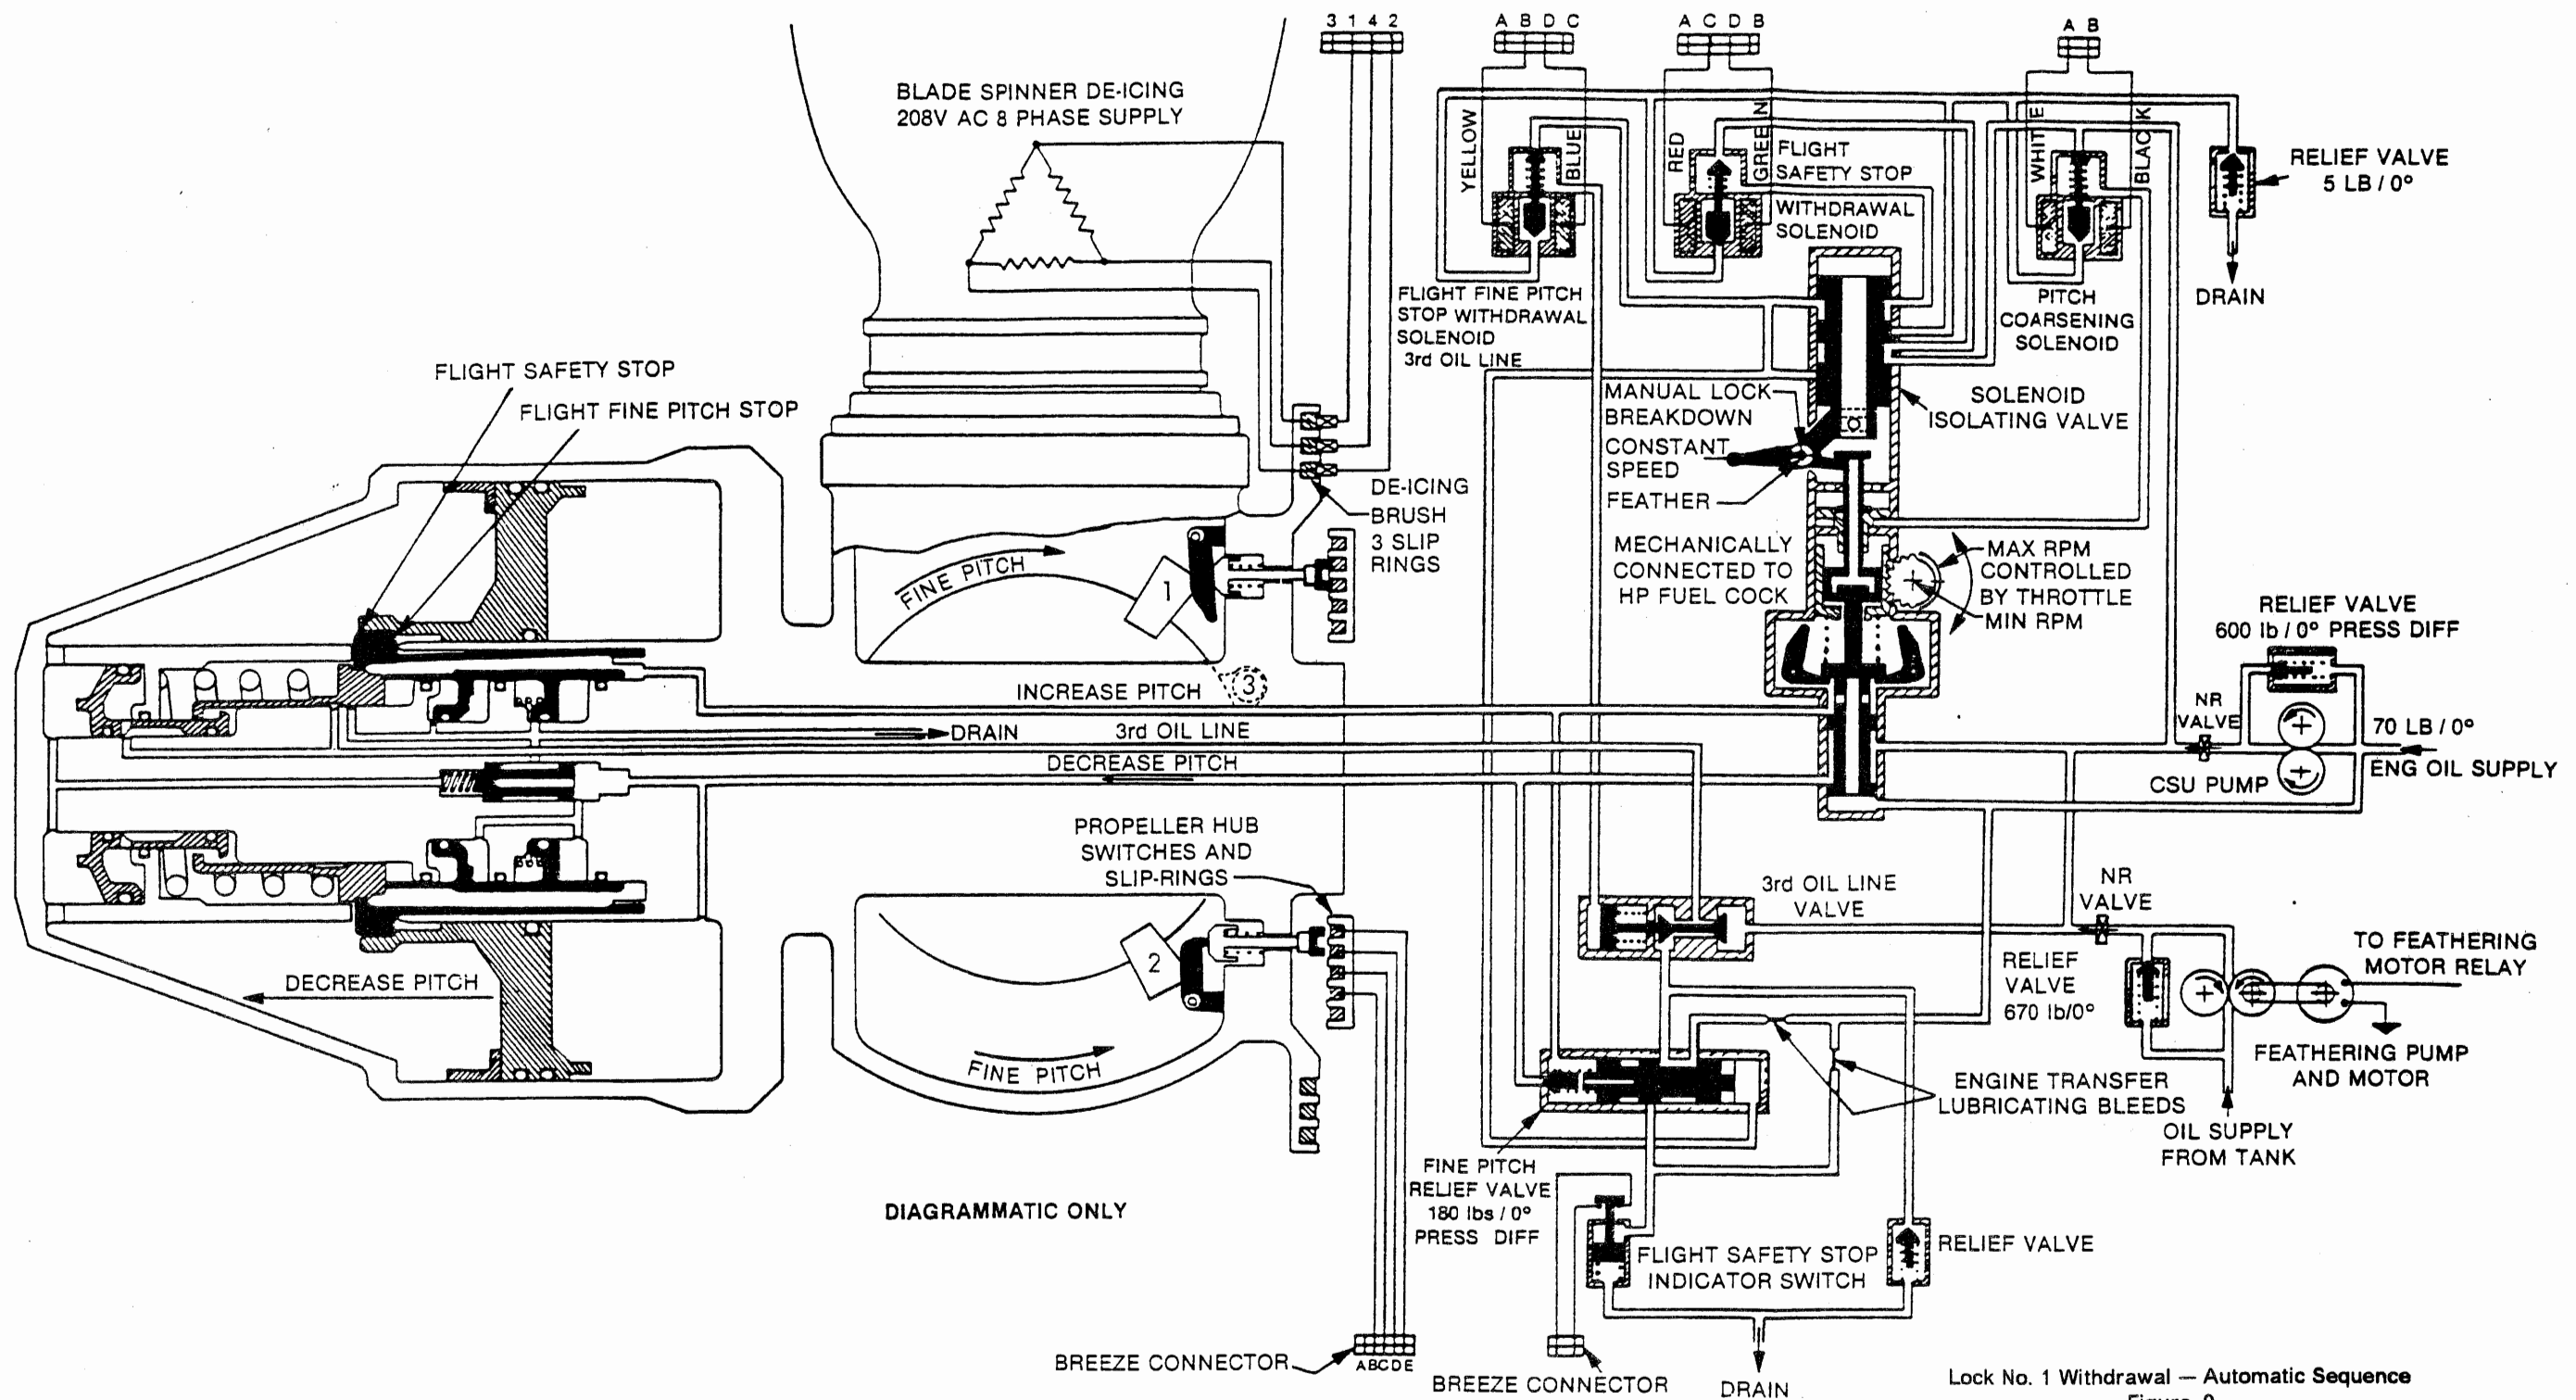 3 1 4 2
A B D C
A C D B
A B
BLADE SPINNER DE-ICING
208V AC 8 PHASE SUPPLY
YELLOW
BLUE
RED
GREEN
WHITE
BLACK
FLIGHT
SAFETY STOP
WITHDRAWAL
SOLENOID
RELIEF VALVE
5 LB / 0°
DRAIN
FLIGHT FINE PITCH
STOP WITHDRAWAL
SOLENOID
3rd OIL LINE
PITCH
COARSENING
SOLENOID
FLIGHT SAFETY STOP
FLIGHT FINE PITCH STOP
MANUAL LOCK
BREAKDOWN
CONSTANT
SPEED
FEATHER
SOLENOID
ISOLATING VALVE
DE-ICING
BRUSH
3 SLIP
RINGS
MECHANICALLY
CONNECTED TO
HP FUEL COCK
MAX RPM
CONTROLLED
BY THROTTLE
MIN RPM
FINE PITCH
1
3
RELIEF VALVE
600 lb / 0° PRESS DIFF
INCREASE PITCH
DRAIN
3rd OIL LINE
DECREASE PITCH
NR
VALVE
70 LB / 0°
ENG OIL SUPPLY
CSU PUMP
PROPELLER HUB
SWITCHES AND
SLIP-RINGS
3rd OIL LINE
VALVE
NR
VALVE
2
DECREASE PITCH
FINE PITCH
RELIEF
VALVE
670 lb/0°
TO FEATHERING
MOTOR RELAY
FEATHERING PUMP
AND MOTOR
ENGINE TRANSFER
LUBRICATING BLEEDS
OIL SUPPLY
FROM TANK
FINE PITCH
RELIEF VALVE
180 lbs / 0°
PRESS DIFF
DIAGRAMMATIC ONLY
FLIGHT SAFETY STOP
INDICATOR SWITCH
RELIEF VALVE
BREEZE CONNECTOR
A B C D E
BREEZE CONNECTOR
DRAIN
Lock No. 1 Withdrawal — Automatic Sequence